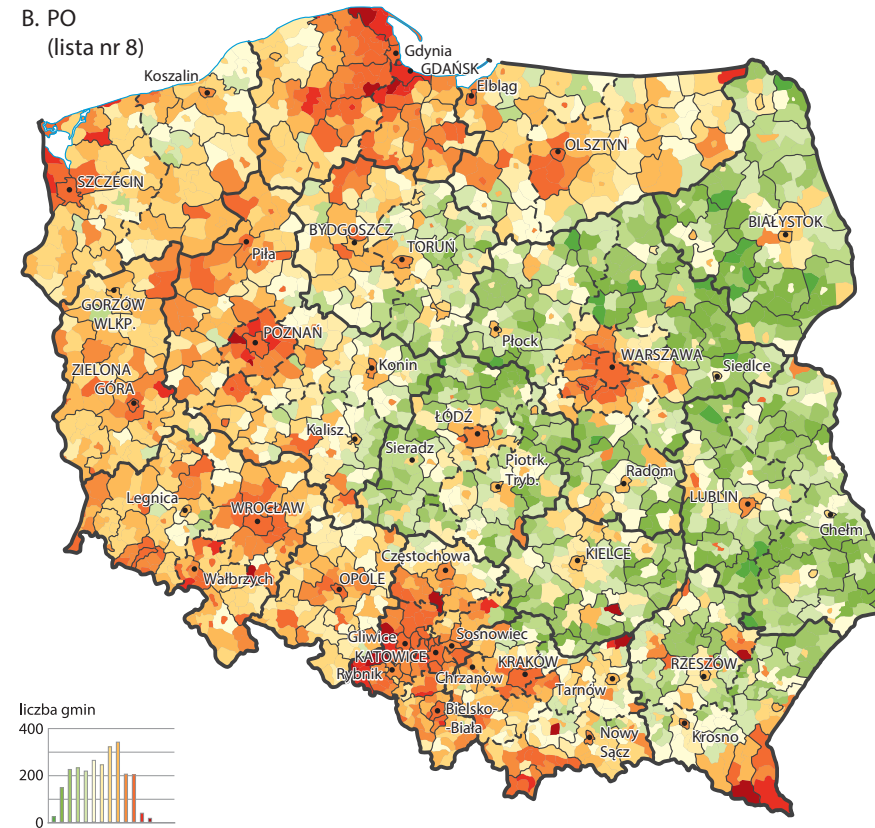 B. PO
(lista nr 8)
Gdynia
GDAŃSK
Koszalin
Elbląg
OLSZTYN
SZCZECIN
BIAŁYSTOK
BYDGOSZCZ
TORUŃ
Piła
GORZÓW
WLKP.
POZNAŃ
Płock
WARSZAWA
Siedlce
Konin
ZIELONA
GÓRA
ŁÓDŹ
Kalisz
Sieradz
Piotrk.
Tryb.
Radom
LUBLIN
Legnica
WROCŁAW
Chełm
Częstochowa
KIELCE
Wałbrzych
OPOLE
Gliwice
Sosnowiec
KATOWICE
KRAKÓW
RZESZÓW
Rybnik
Chrzanów
Tarnów
Bielsko-
-Biała
Nowy
Sącz
Krosno
liczba gmin
400
200
0